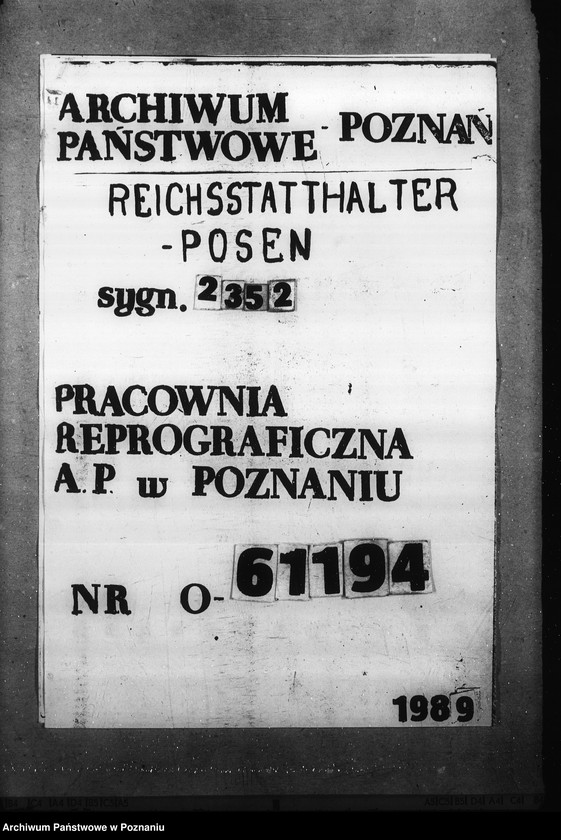 ARCHIWUM
PAŃSTWOWE - POZNAŃ
REICHSSTATTHALTER
-POSEN
sygn. 2352
PRACOWNIA
REPROGRAFICZNA
A.P. w POZNANIU
NR O-61194
1989
Archiwum Państwowe w Poznaniu